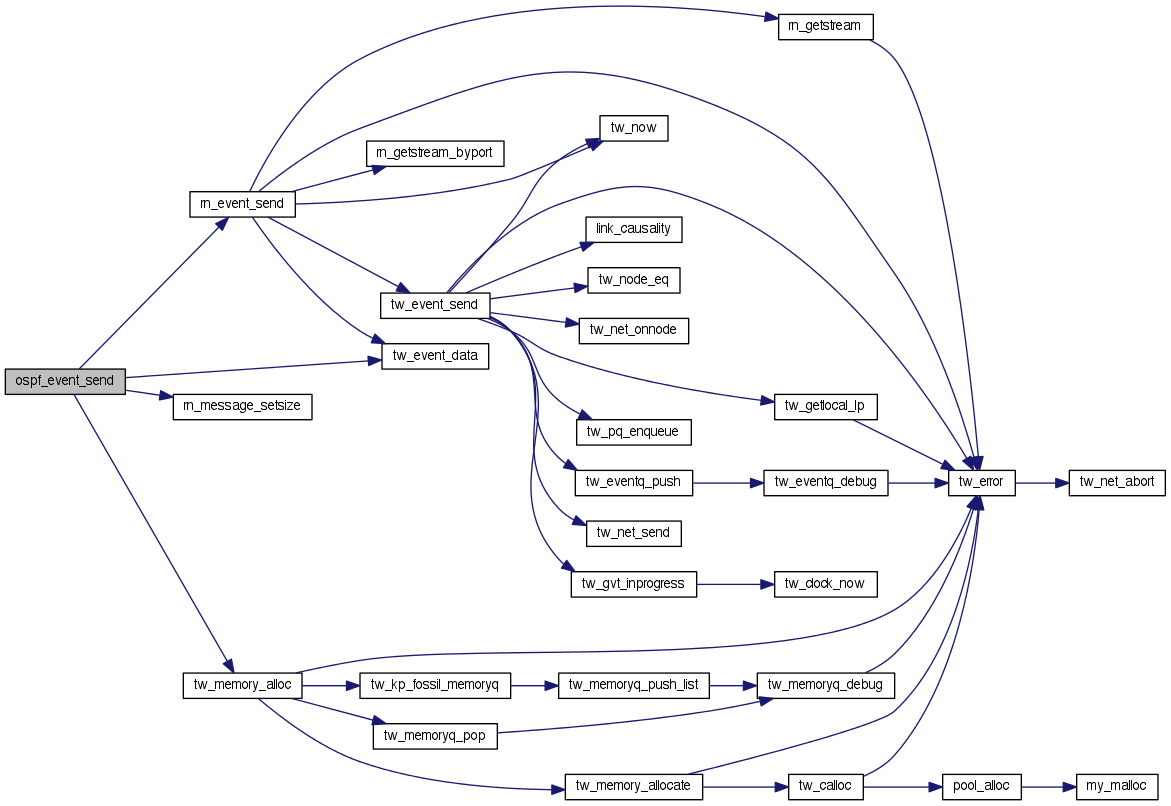 rn_getstream
tw_now
rn_getstream_byport
rn_event_send
link_causality
tw_node_eq
tw_event_send
tw_net_onnode
tw_event_data
ospf_event_send
rn_message_setsize
tw_getlocal_lp
tw_pq_enqueue
tw_eventq_push
tw_eventq_debug
tw_error
tw_net_abort
tw_net_send
tw_gvt_inprogress
tw_clock_now
tw_memory_alloc
tw_kp_fossil_memoryq
tw_memoryq_push_list
tw_memoryq_debug
tw_memoryq_pop
tw_memory_allocate
tw_calloc
pool_alloc
my_malloc